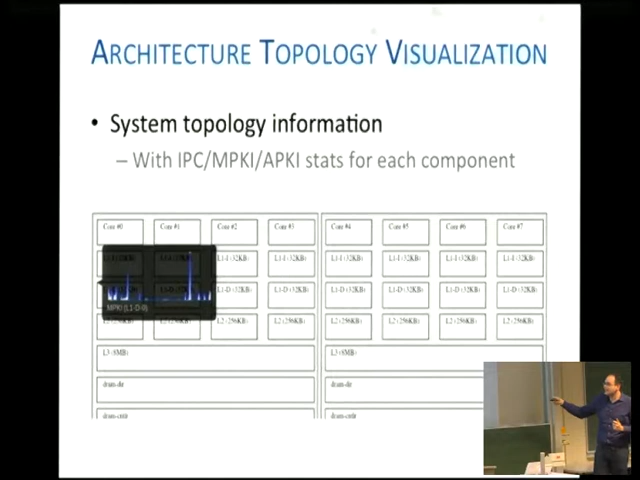 ARCHITECTURE TOPOLOGY VISUALIZATION
• System topology information
– With IPC/MPKI/APKI stats for each component
Core #0 Core #1 Core #2 Core #3 Core #4 Core #5 Core #6 Core #7
L1-I (32KB) L1-I (32KB) L1-I (32KB) L1-I (32KB) L1-I (32KB) L1-I (32KB)
L1-D (32KB) L1-D (32KB) L1-D (32KB) L1-D (32KB) L1-D (32KB) L1-D (32KB)
MPKI (L1-D-0)
L2 (256KB) L2 (256KB) L2 (256KB) L2 (256KB) L2 (256KB) L2 (256KB) L2 (256KB) L2 (256KB)
L3 (8MB) L3 (8MB)
dram-dir dram-dir
dram-cntlr dram-cntlr